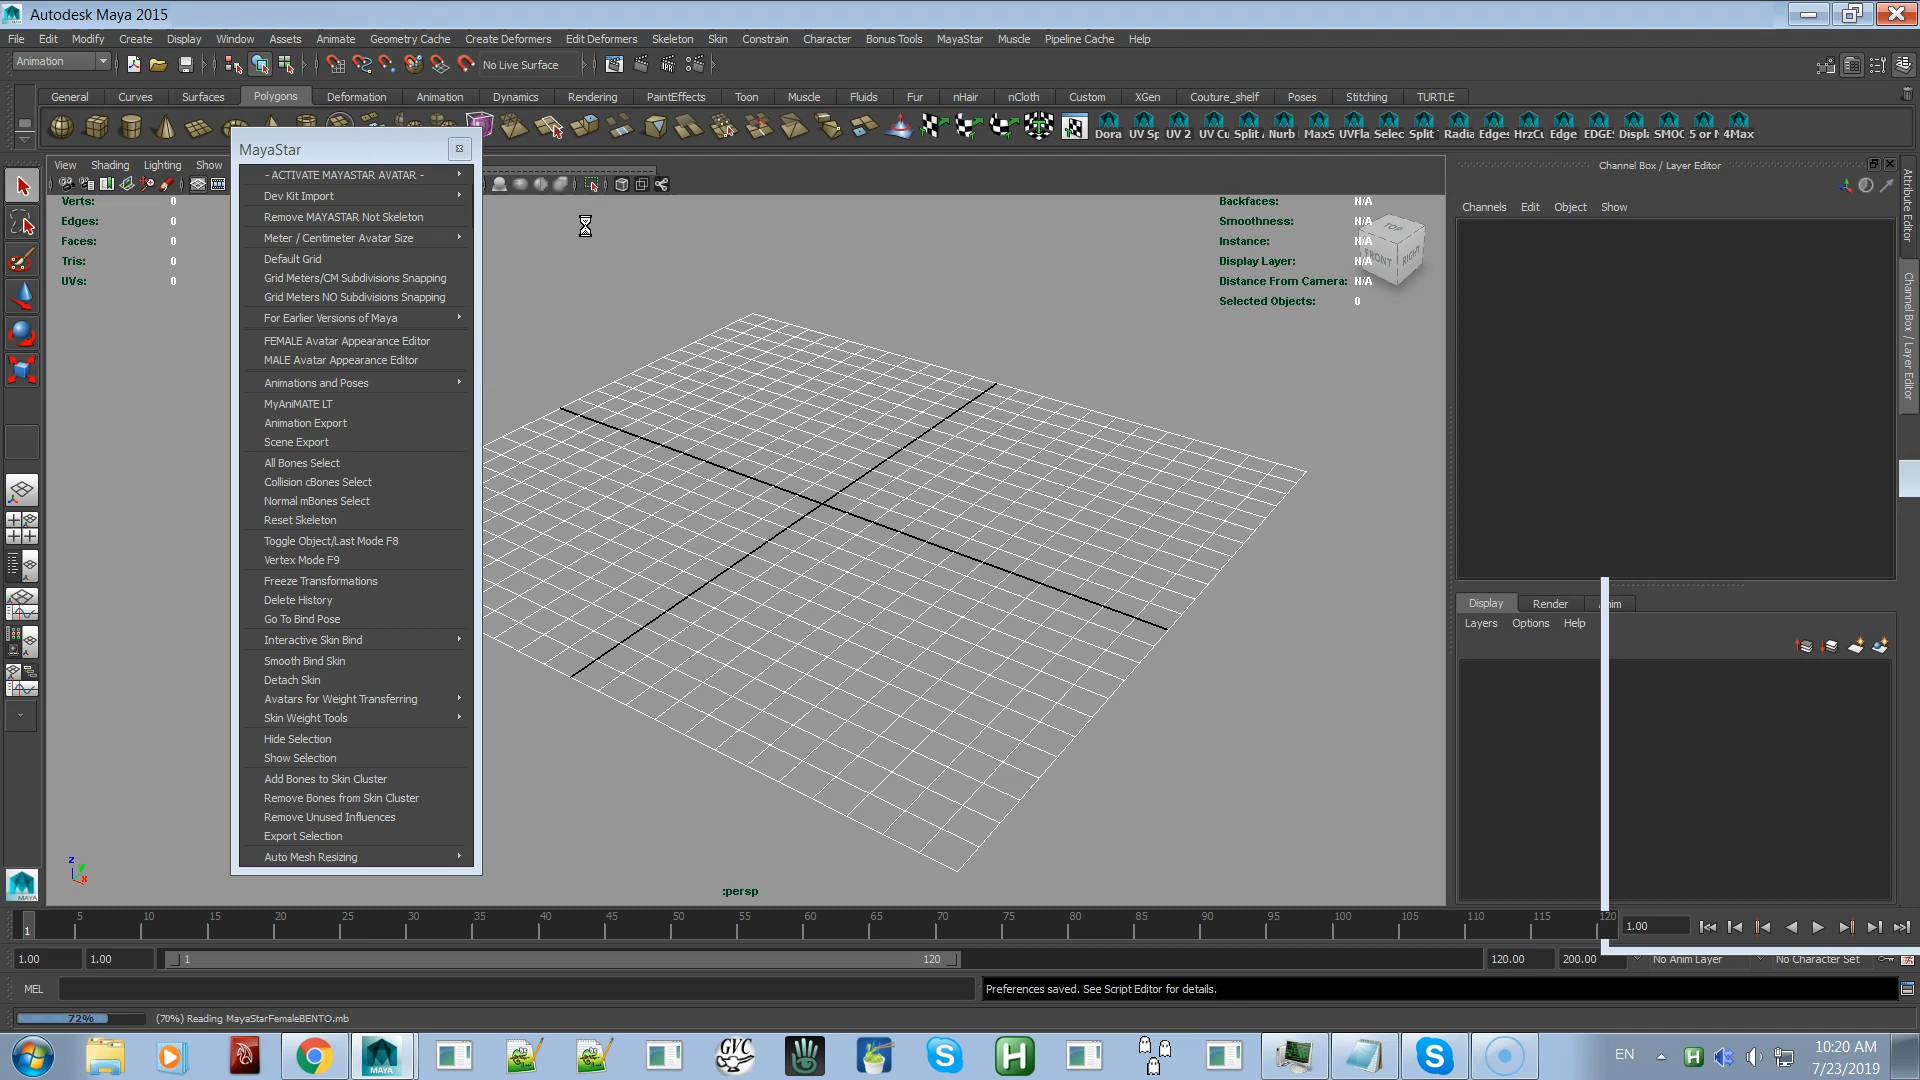 Autodesk Maya 2015
File Edit Modify Create Display Window Assets Animate Geometry Cache Create Deformers Edit Deformers Skeleton Skin Constrain Character Bonus Tools MayaStar Muscle Pipeline Cache Help
Animation No Live Surface
General Curves Surfaces Polygons Deformation Animation Dynamics Rendering PaintEffects Toon Muscle Fluids Fur nHair nCloth Custom XGen Couture_shelf Poses Stitching TURTLE
Dora UV Sp UV 2 UV Cu Split Nurb MaxS UVFla Selec Split Radia Edges HrzCu Edge EDGE Displ SMOC 5 or 4Max
MayaStar
- ACTIVATE MAYASTAR AVATAR -
Dev Kit Import
Remove MAYASTAR Not Skeleton
Meter / Centimeter Avatar Size
Default Grid
Grid Meters/CM Subdivisions Snapping
Grid Meters NO Subdivisions Snapping
For Earlier Versions of Maya
FEMALE Avatar Appearance Editor
MALE Avatar Appearance Editor
Animations and Poses
MyAniMATE LT
Animation Export
Scene Export
All Bones Select
Collision cBones Select
Normal mBones Select
Reset Skeleton
Toggle Object/Last Mode F8
Vertex Mode F9
Freeze Transformations
Delete History
Go To Bind Pose
Interactive Skin Bind
Smooth Bind Skin
Detach Skin
Avatars for Weight Transferring
Skin Weight Tools
Hide Selection
Show Selection
Add Bones to Skin Cluster
Remove Bones from Skin Cluster
Remove Unused Influences
Export Selection
Auto Mesh Resizing
View Shading Lighting Show
Verts: 0
Edges: 0
Faces: 0
Tris: 0
UVs: 0
Backfaces: N/A
Smoothness: N/A
Instance: N/A
Display Layer: N/A
Distance From Camera: N/A
Selected Objects: 0
TOP
FRONT RIGHT
z
x
:persp
Channel Box / Layer Editor
Channels Edit Object Show
Attribute Editor
Channel Box / Layer Editor
Display Render
Layers Options Help
5 10 15 20 25 30 35 40 45 50 55 60 65 70 75 80 85 90 95 100 105 110 115 120
1
1.00
1.00 1.00 1 120 120.00 200.00 No Anim Layer No Character Set
MEL Preferences saved. See Script Editor for details.
72% (70%) Reading MayaStarFemaleBENTO.mb
MAYA
MAYA GVC
EN
10:20 AM
7/23/2019